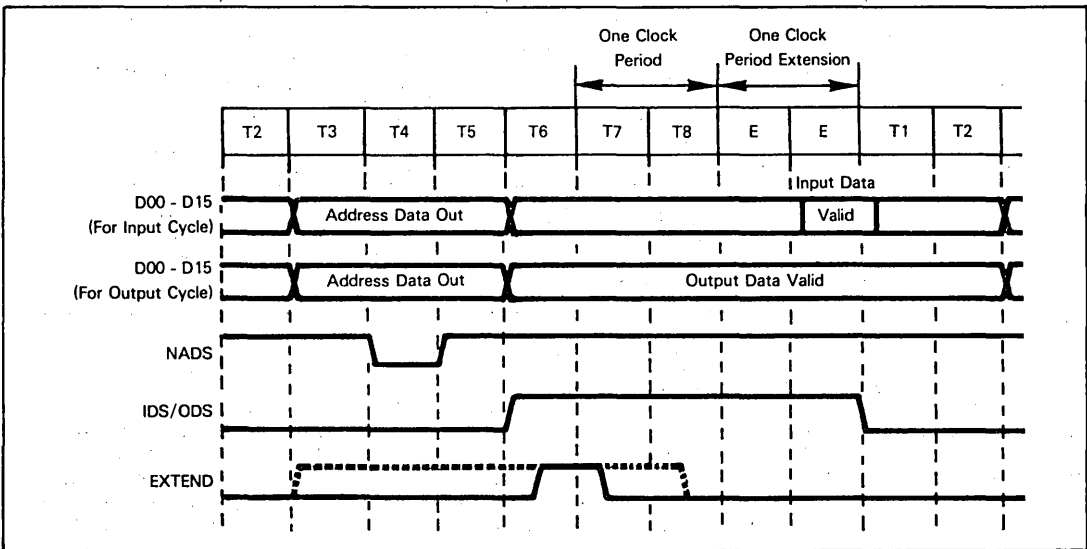 One Clock
Period
One Clock
Period Extension
T2 T3 T4 T5 T6 T7 T8 E E T1 T2
Input Data
D00 - D15
(For Input Cycle)
Address Data Out
Valid
D00 - D15
(For Output Cycle)
Address Data Out
Output Data Valid
NADS
IDS/ODS
EXTEND